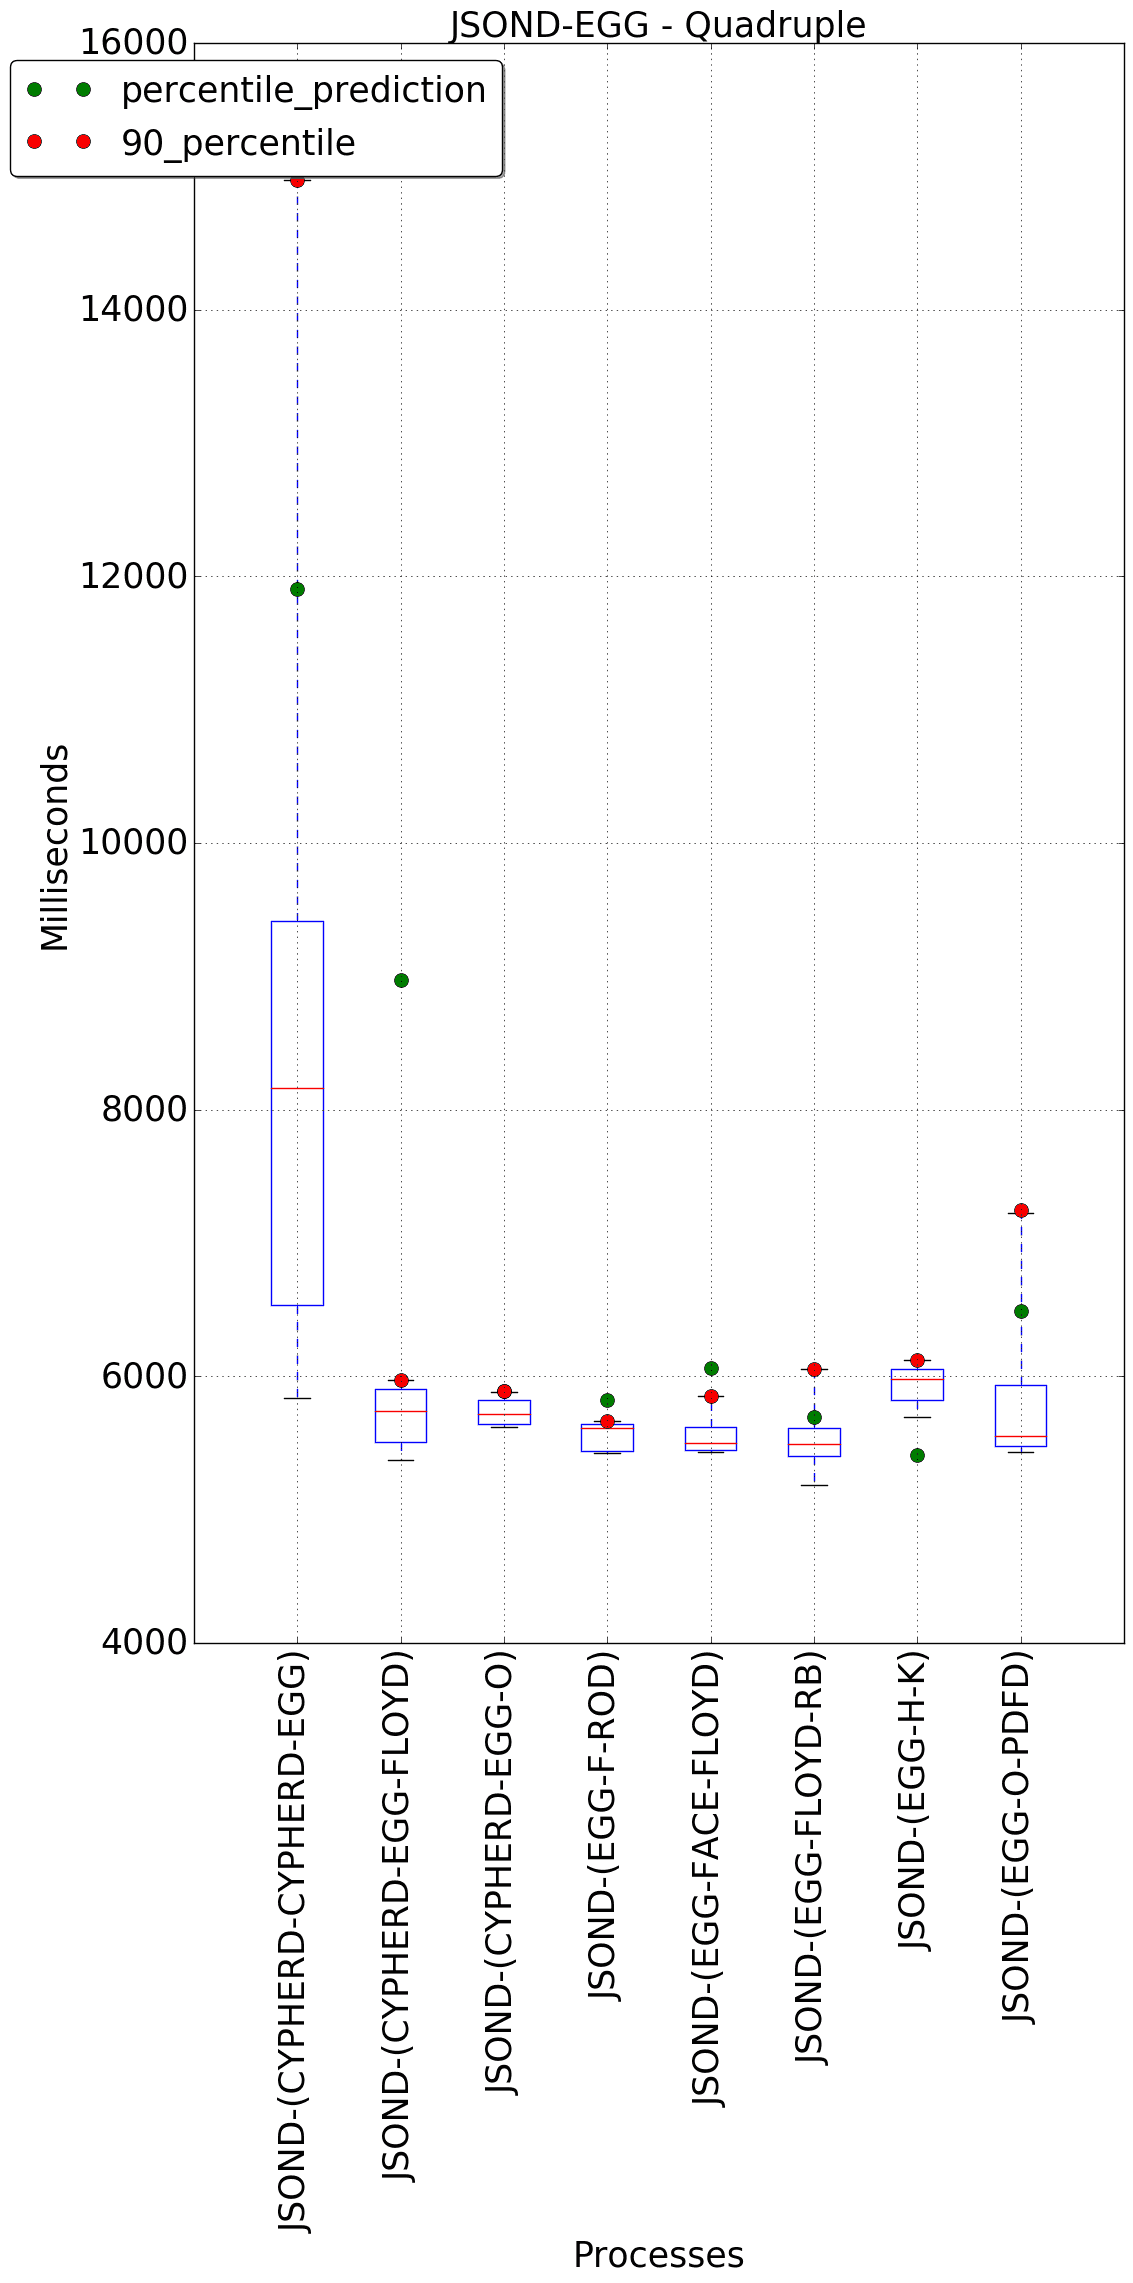 JSOND-EGG - Quadruple
16000
percentile_prediction
90_percentile
14000
12000
10000
8000
6000
4000
Milliseconds
JSOND-(CYPHERD-CYPHERD-EGG)
JSOND-(CYPHERD-EGG-FLOYD)
JSOND-(CYPHERD-EGG-O)
JSOND-(EGG-F-ROD)
JSOND-(EGG-FACE-FLOYD)
JSOND-(EGG-FLOYD-RB)
JSOND-(EGG-H-K)
JSOND-(EGG-O-PDFD)
Processes